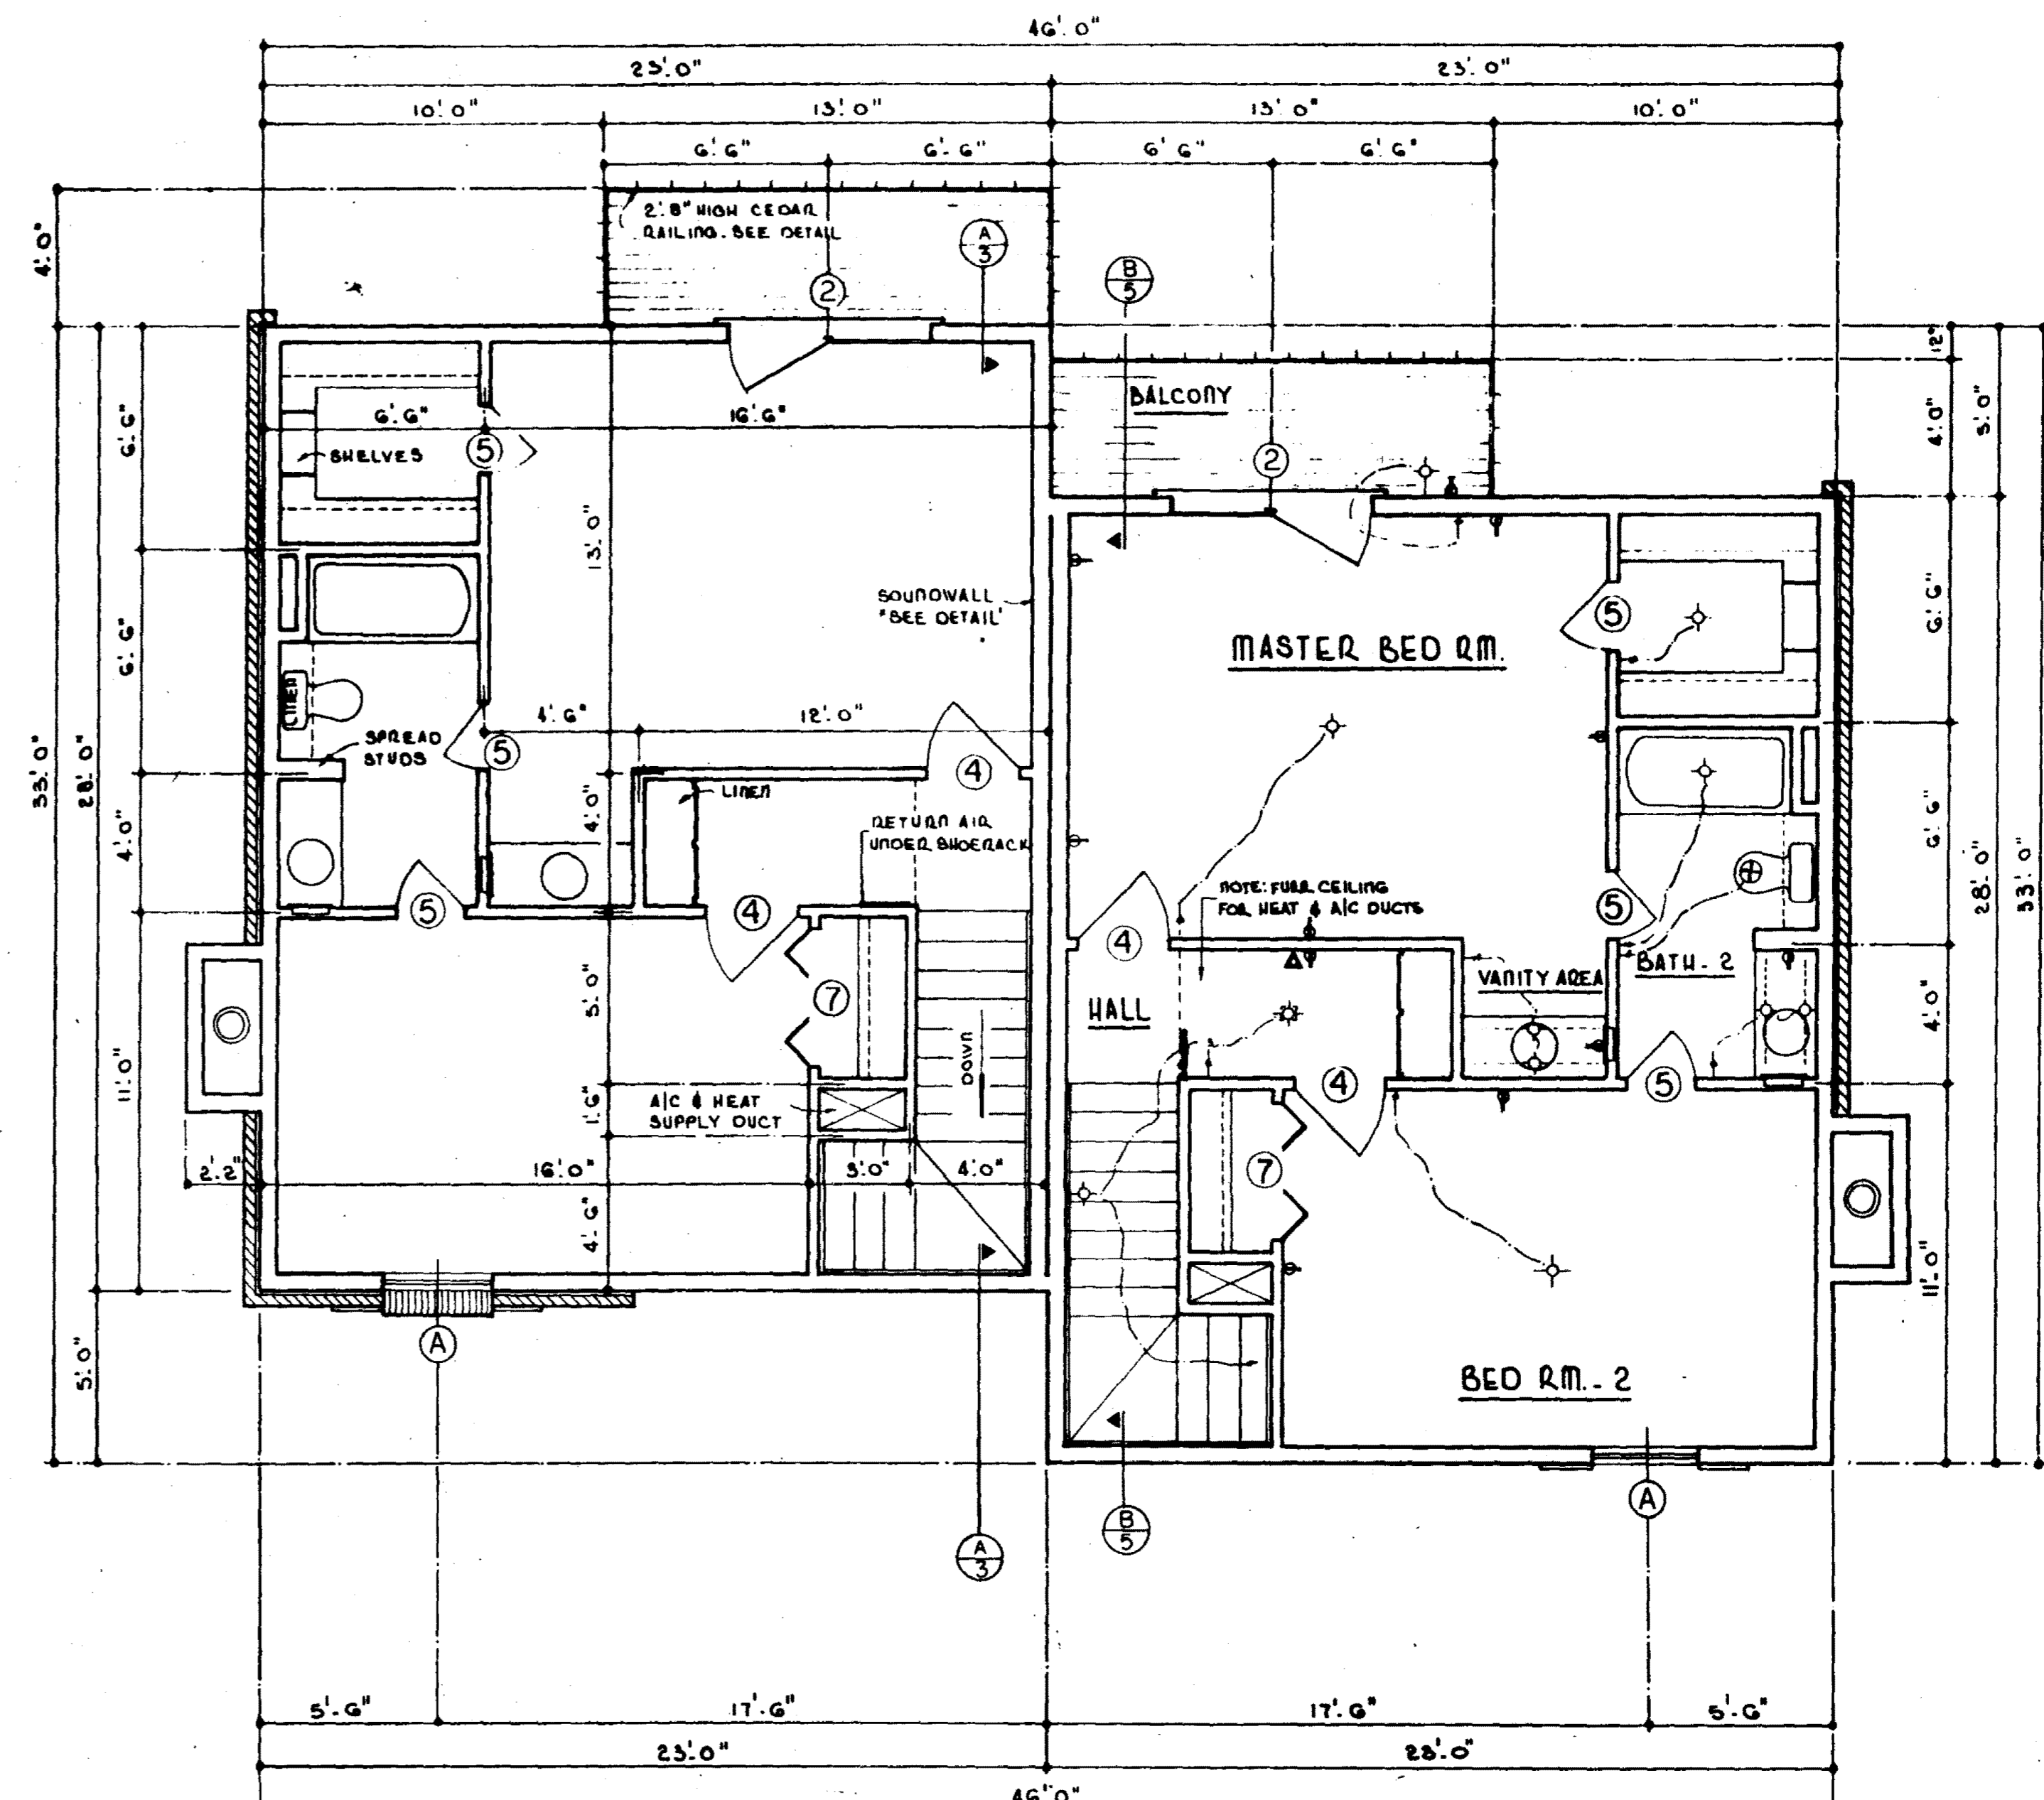 46'.0"
23'.0" 23'.0"
10'.0" 13'.0" 13'.0" 10'.0"
6'.6" 6'.6" 6'.6" 6'.6"
2'.8" HIGH CEDAR
RAILING. SEE DETAIL
4'.0"
A
3
B
5
2
12"
BALCONY
4'.0"
5'.0"
6'.6"
6'.6"
16'.6"
SHELVES
5
2
13'.0"
SOUNDWALL
"SEE DETAIL"
MASTER BED RM.
5
6'.6"
6'.6"
LINEN
SPREAD
STUDS
5
4'.6"
12'.0"
4
33'.0"
28'.0"
4'.0"
4'.0"
LINEN
RETURN AIR
UNDER SHOERACK
6'.6"
28'.0"
33'.0"
NOTE: FURR CEILING
FOR HEAT & A|C DUCTS
5
4
5
4
VANITY AREA
BATH - 2
HALL
4'.0"
5'.0"
7
DOWN
11'.0"
4
5
1'.6"
A|C & HEAT
SUPPLY DUCT
2'.2"
16'.0"
3'.0"
4'.0"
7
4'.6"
11'.0"
A
5'.0"
BED RM. - 2
A
B
5
A
3
5'.6" 17'.6" 17'.6" 5'.6"
23'.0" 23'.0"
46'.0"